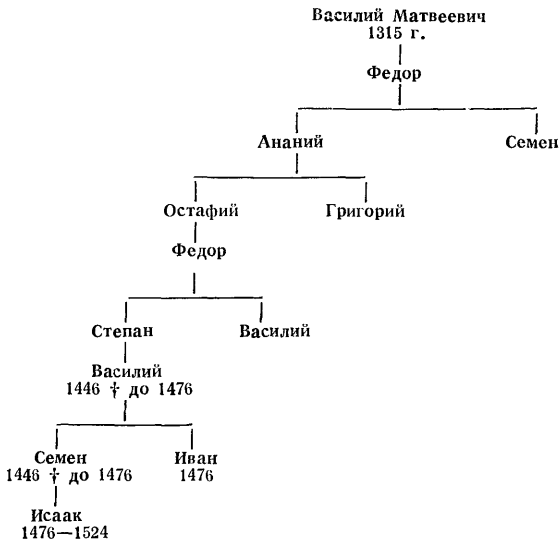 Василий Матвеевич
1315 г.
Федор
Ананий Семен
Остафий Григорий
Федор
Степан Василий
Василий
1446 † до 1476
Семен Иван
1446 † до 1476 1476
Исаак
1476—1524